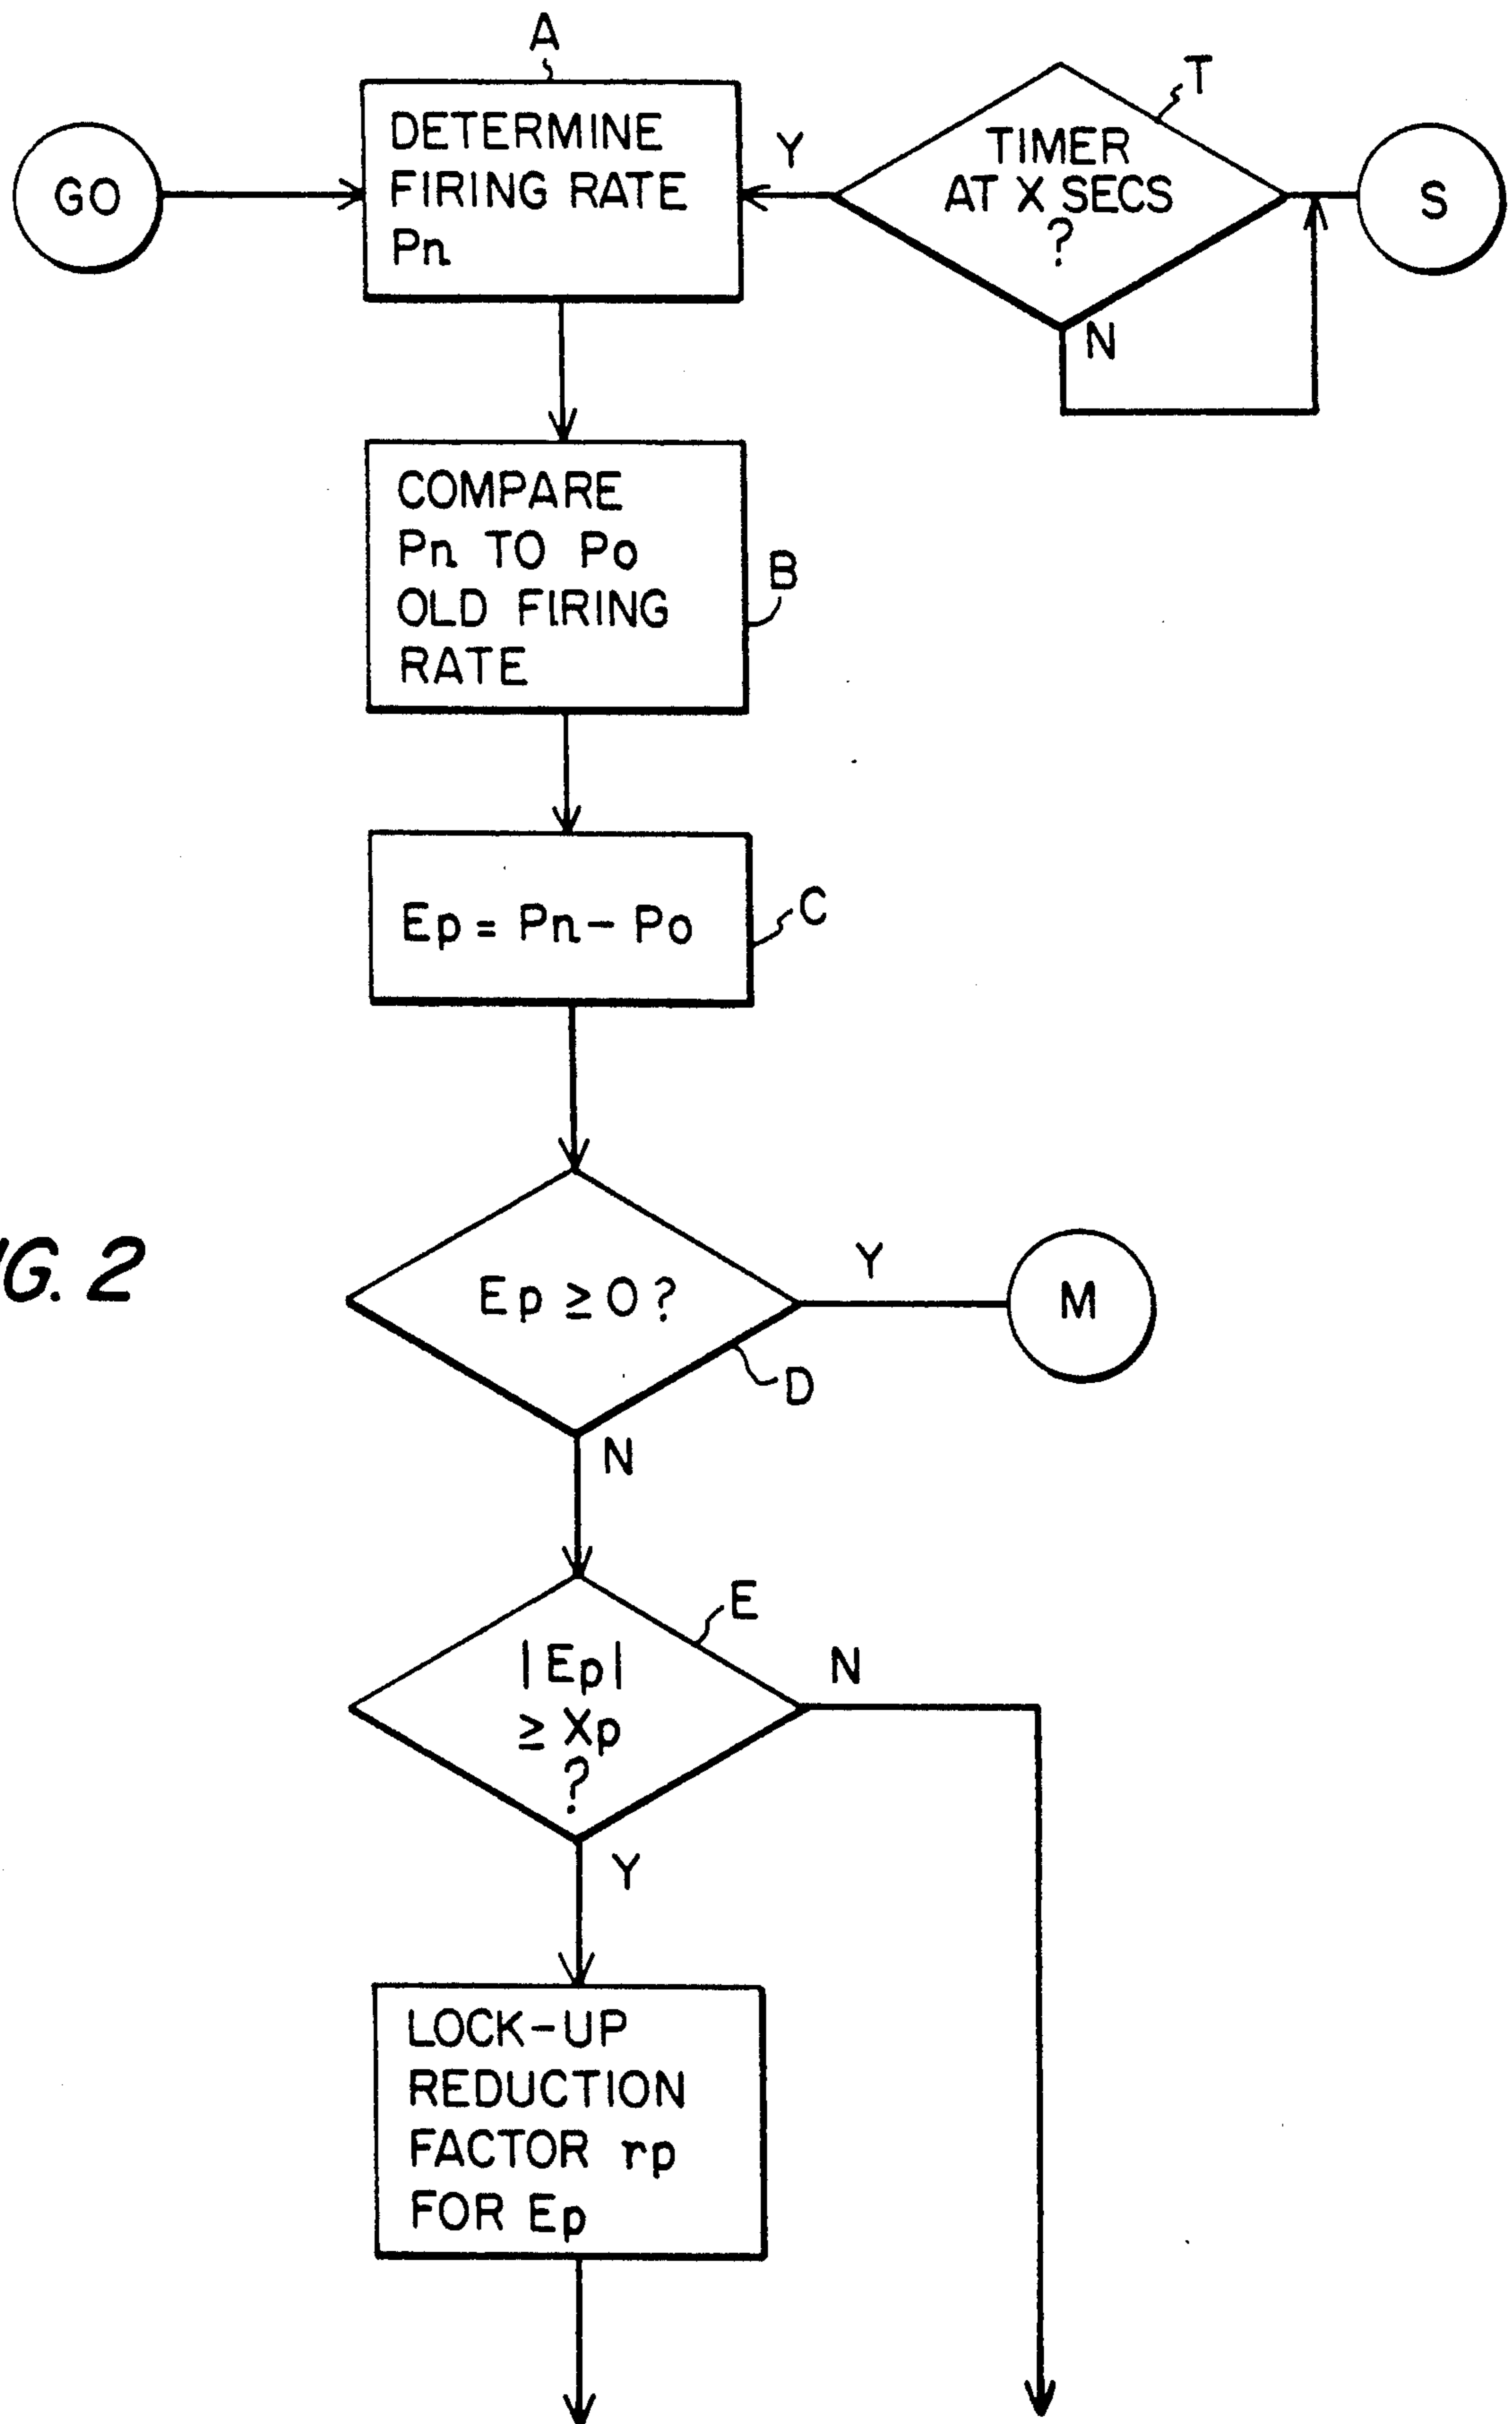 A
T
GO
DETERMINE
FIRING RATE
Pn
Y
TIMER
AT X SECS
?
S
N
COMPARE
Pn TO Po
OLD FIRING
RATE
B
Ep = Pn - Po
C
G. 2
Ep ≥ 0 ?
Y
M
D
N
E
|Ep|
≥ Xp
?
N
Y
LOCK-UP
REDUCTION
FACTOR rp
FOR Ep